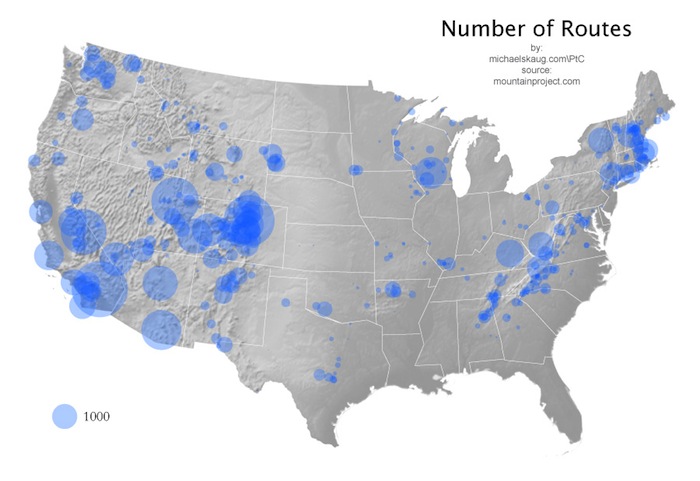 Number of Routes
by:
michaelskaug.com\PtC
source:
mountainproject.com
1000